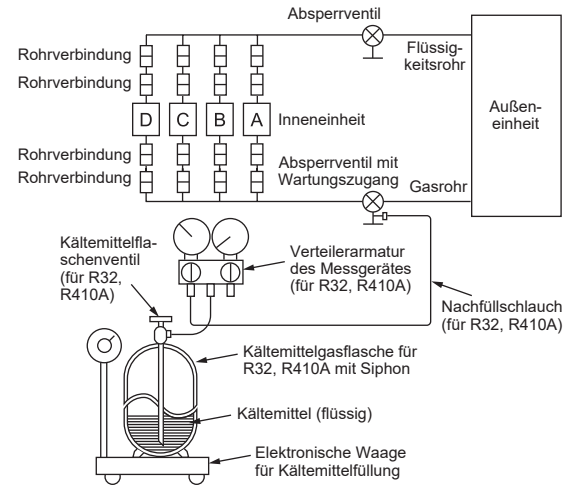 Absperrventil
Flüssig-
keitsrohr
Rohrverbindung
Rohrverbindung
Außen-
einheit
D
C
B
A
Inneneinheit
Rohrverbindung
Rohrverbindung
Absperrventil mit
Wartungszugang
Gasrohr
Kältemittelfla-
schenventil
(für R32,
R410A)
Verteilerarmatur
des Messgerätes
(für R32, R410A)
Nachfüllschlauch
(für R32, R410A)
Kältemittelgasflasche für
R32, R410A mit Siphon
Kältemittel (flüssig)
Elektronische Waage
für Kältemittelfüllung